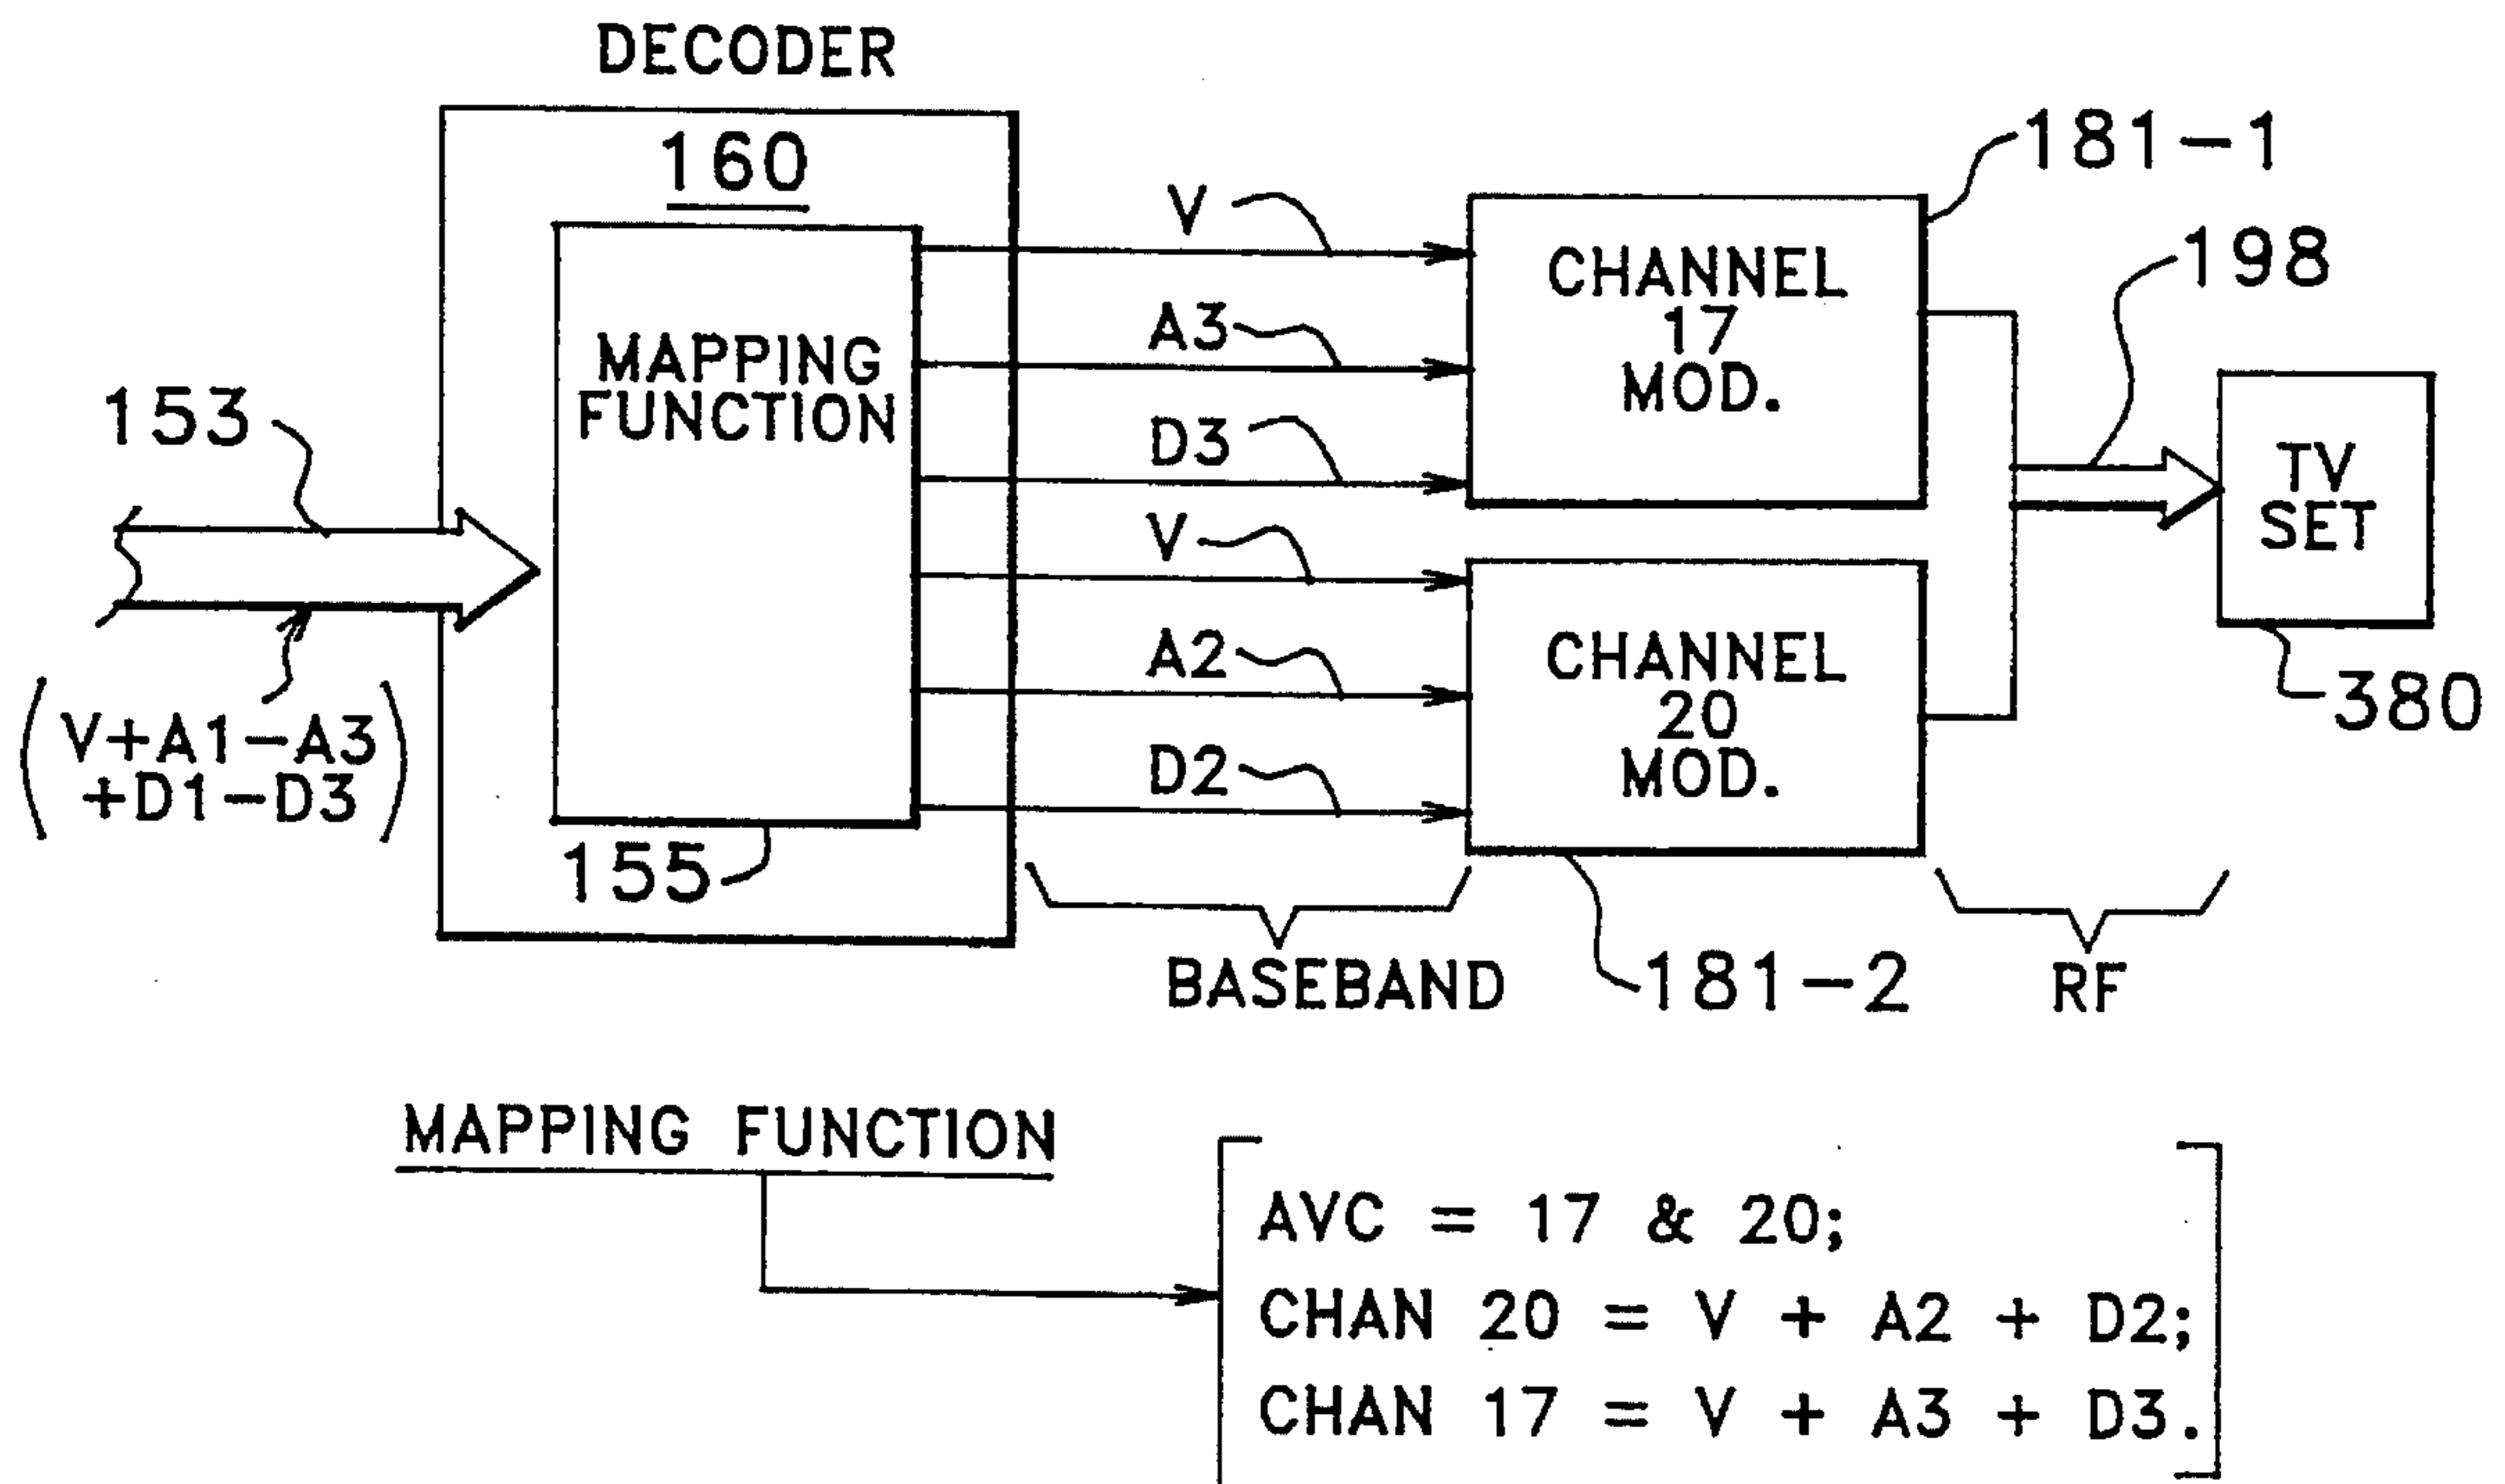 DECODER
160
MAPPING
FUNCTION
155
153
(V+A1-A3
+D1-D3)
V
A3
D3
V
A2
D2
CHANNEL
17
MOD.
181-1
198
CHANNEL
20
MOD.
181-2
TV
SET
380
BASEBAND
RF
MAPPING FUNCTION
AVC = 17 & 20;
CHAN 20 = V + A2 + D2;
CHAN 17 = V + A3 + D3.